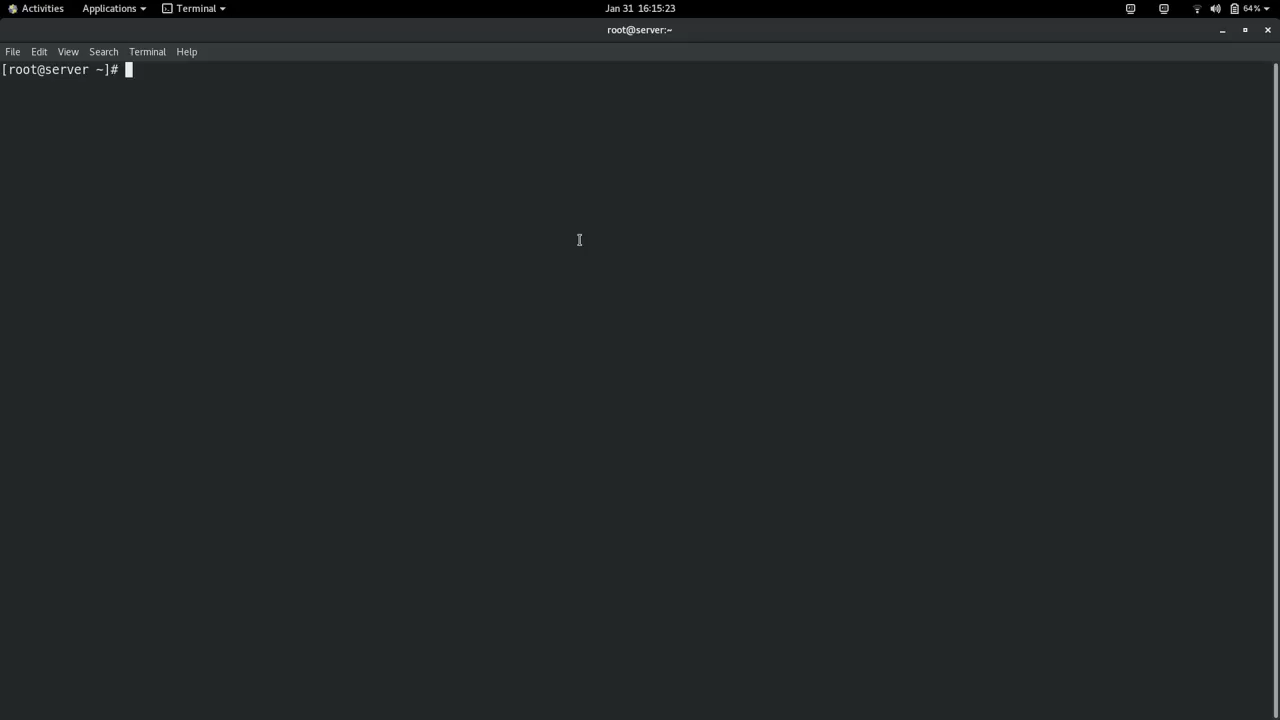 Activities Applications Terminal Jan 31 16:15:23 64%
root@server:~
File Edit View Search Terminal Help
[root@server ~]#